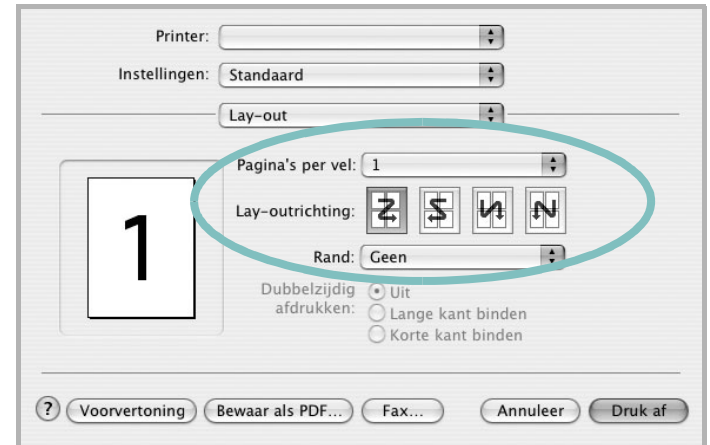 Printer:
Instellingen: Standaard
Lay-out
Pagina's per vel: 1
Lay-outrichting:
Rand: Geen
1
Dubbelzijdig afdrukken: Uit
Lange kant binden
Korte kant binden
? Voorvertoning Bewaar als PDF... Fax... Annuleer Druk af